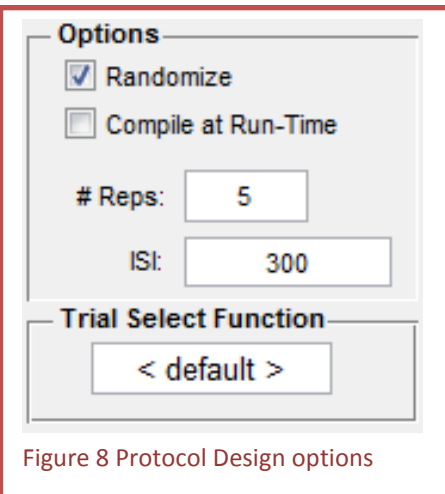 Options
Randomize
Compile at Run-Time
# Reps: 5
ISI: 300
Trial Select Function
< default >
Figure 8 Protocol Design options